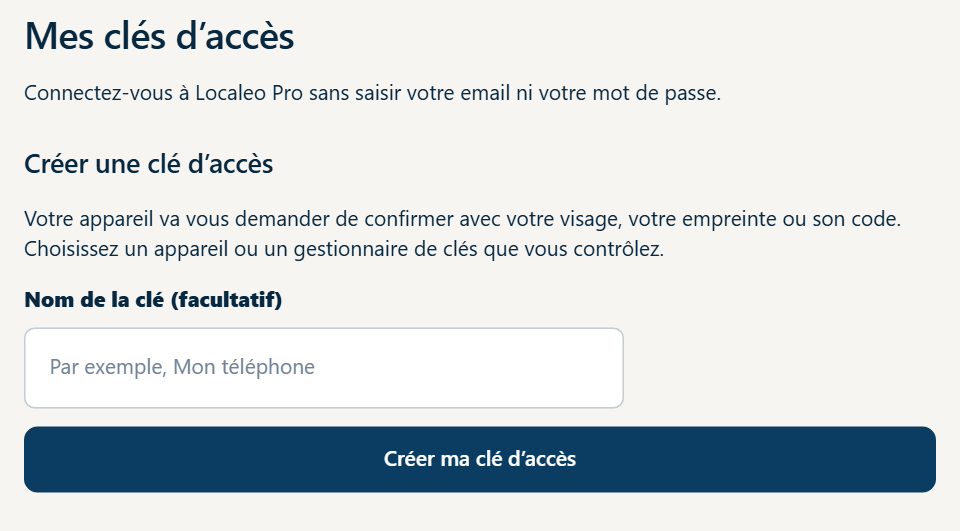 Mes clés d’accès
Connectez-vous à Localeo Pro sans saisir votre email ni votre mot de passe.
Créer une clé d’accès
Votre appareil va vous demander de confirmer avec votre visage, votre empreinte ou son code.
Choisissez un appareil ou un gestionnaire de clés que vous contrôlez.
Nom de la clé (facultatif)
Par exemple, Mon téléphone
Créer ma clé d’accès